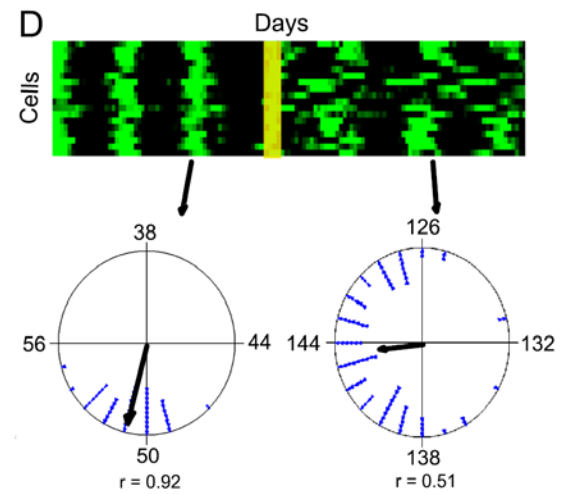 D
Days
Cells
38
126
56
44
144
132
50
138
r = 0.92
r = 0.51